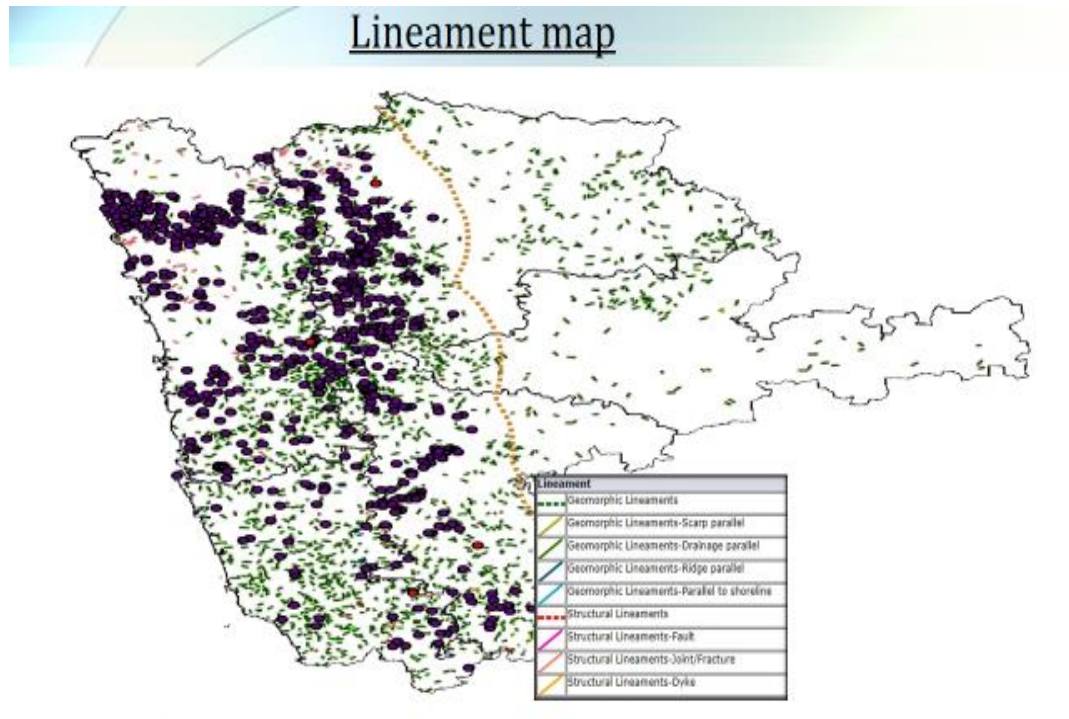 Lineament map
Lineament
Geomorphic Lineaments
Geomorphic Lineaments-Scarp parallel
Geomorphic Lineaments-Drainage parallel
Geomorphic Lineaments-Ridge parallel
Geomorphic Lineaments-Parallel to shoreline
Structural Lineaments
Structural Lineaments-Fault
Structural Lineaments-Joint/Fracture
Structural Lineaments-Dyke